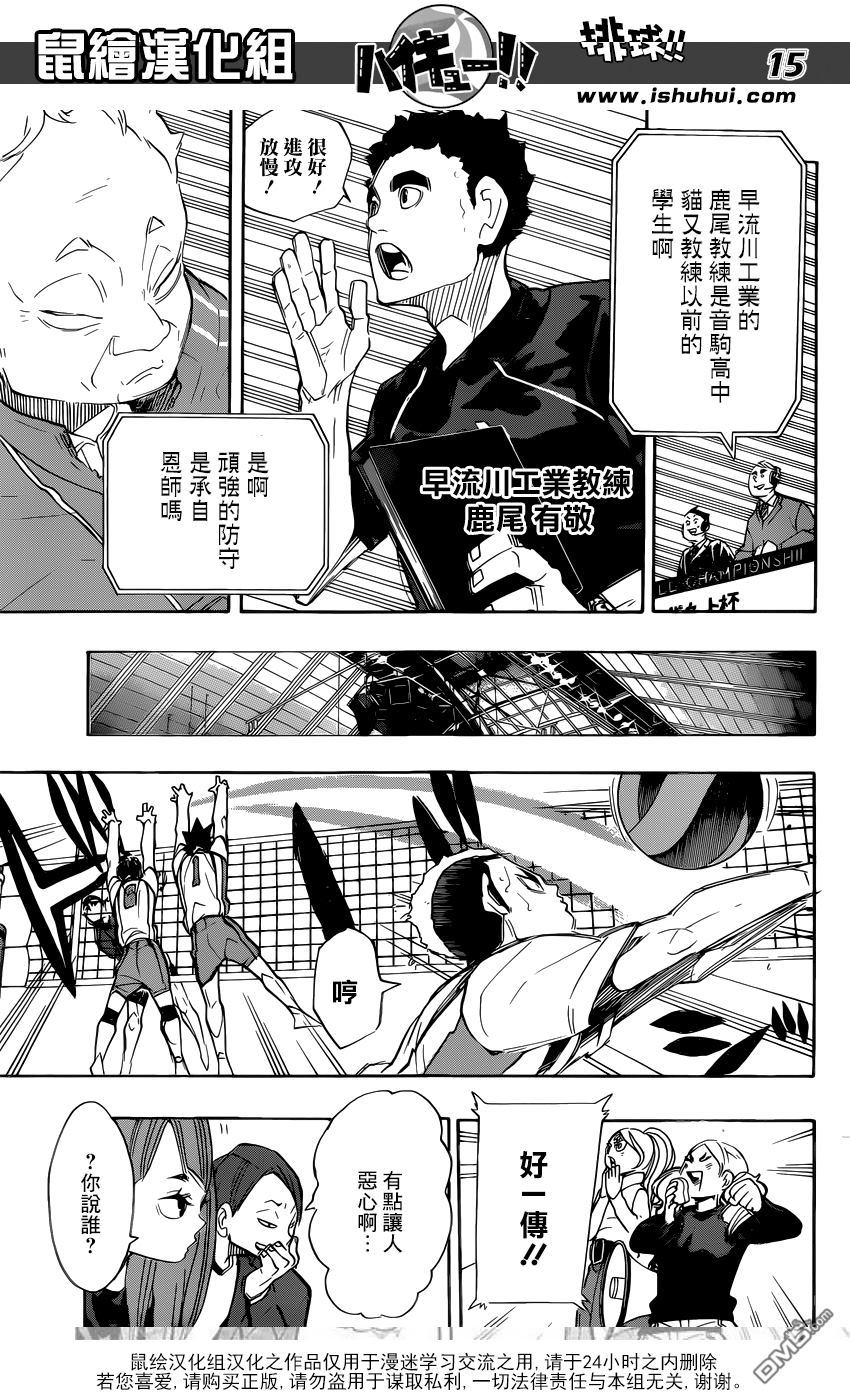 鼠繪漢化組
ハイキュー!!
排球!!
15
www.ishuhui.com
早流川工業的
鹿尾教練是音駒高中
貓又教練以前的
學生啊
很好！
進攻
放慢！
早流川工業教練
鹿尾 有敬
是啊
頑強的防守
是承自
恩師嗎
CHAMPIONSHI
哼
好一傳!!
有點讓人
惡心啊…
？你說誰？
鼠绘汉化组汉化之作品仅用于漫迷学习交流之用, 请于24小时之内删除
若您喜爱, 请购买正版, 请勿用于谋取私利, 一切法律责任与本组无关, 谢谢.
DM5.com